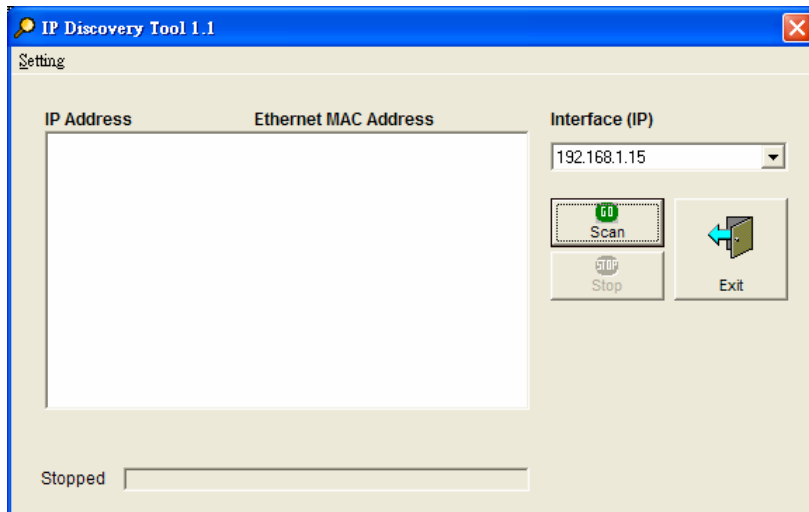 IP Discovery Tool 1.1
Setting
IP Address Ethernet MAC Address Interface (IP)
192.168.1.15
GO
Scan
STOP
Stop
Exit
Stopped